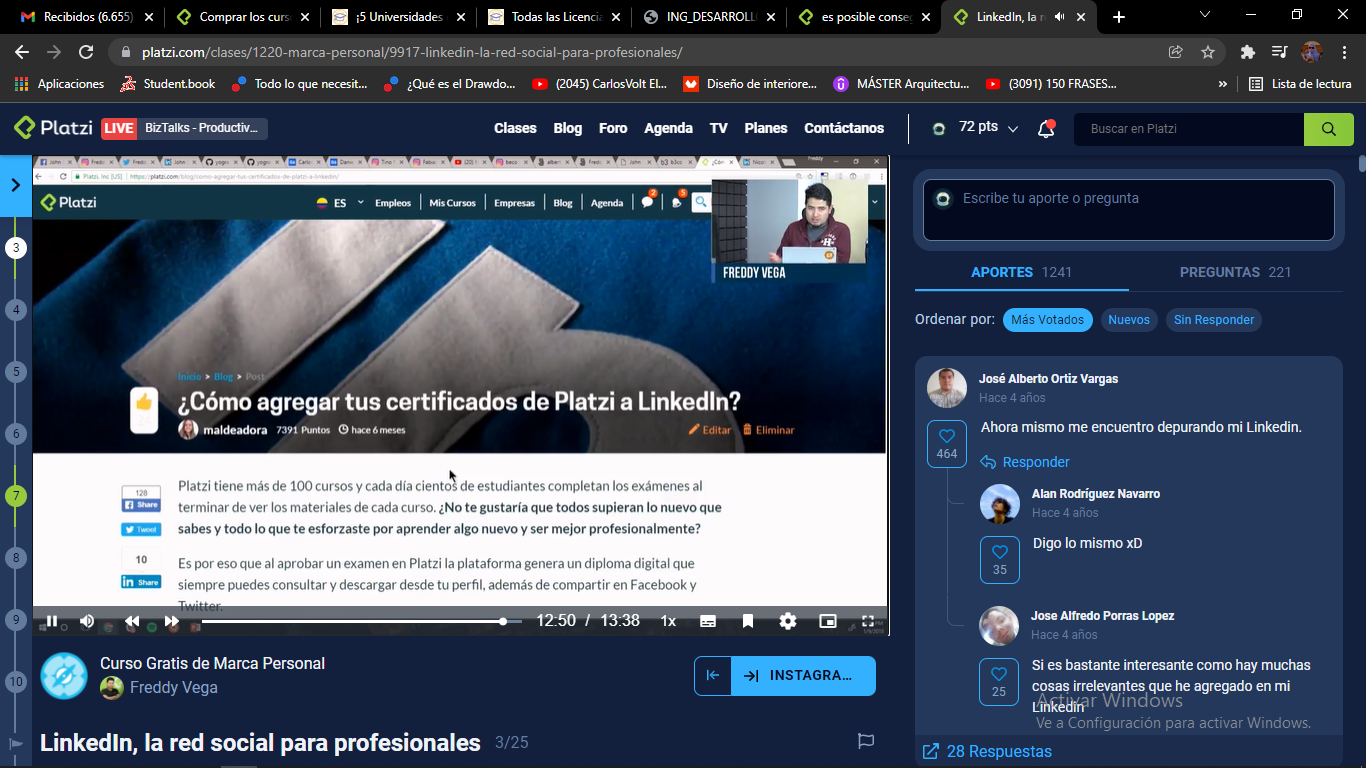 Recibidos (6.655)
Comprar los curs
¡5 Universidades
Todas las Licencia
ING_DESARROLL
es posible conse
LinkedIn, la r
platzi.com/clases/1220-marca-personal/9917-linkedin-la-red-social-para-profesionales/
Aplicaciones
Student.book
Todo lo que necesit...
¿Qué es el Drawdo...
(2045) CarlosVolt El...
Diseño de interiore...
MÁSTER Arquitectu...
(3091) 150 FRASES...
»
Lista de lectura
Platzi
LIVE BizTalks - Productiv...
Clases Blog Foro Agenda TV Planes Contáctanos
72 pts
Buscar en Platzi
https://platzi.com/blog/como-agregar-tus-certificados-de-platzi-a-linkedin/
Platzi
ES Empleos Mis Cursos Empresas Blog Agenda 2 5
FREDDY VEGA
Inicio > Blog > Post
¿Cómo agregar tus certificados de Platzi a LinkedIn?
maldeadora 7391 Puntos hace 6 meses
Editar Eliminar
128
Share
Tweet
10
in Share
Platzi tiene más de 100 cursos y cada día cientos de estudiantes completan los exámenes al
terminar de ver los materiales de cada curso. ¿No te gustaría que todos supieran lo nuevo que
sabes y todo lo que te esforzaste por aprender algo nuevo y ser mejor profesionalmente?
Es por eso que al aprobar un examen en Platzi la plataforma genera un diploma digital que
siempre puedes consultar y descargar desde tu perfil, además de compartir en Facebook y
Twitter.
12:50 / 13:38 1x
3
4
5
6
7
8
9
10
Curso Gratis de Marca Personal
Freddy Vega
INSTAGRA...
LinkedIn, la red social para profesionales 3/25
Escribe tu aporte o pregunta
APORTES 1241
PREGUNTAS 221
Ordenar por: Más Votados Nuevos Sin Responder
José Alberto Ortiz Vargas
Hace 4 años
464
Ahora mismo me encuentro depurando mi Linkedin.
Responder
Alan Rodríguez Navarro
Hace 4 años
35
Digo lo mismo xD
Jose Alfredo Porras Lopez
Hace 4 años
25
Si es bastante interesante como hay muchas
cosas irrelevantes que he agregado en mi
Linkedin
Activar Windows
Ve a Configuración para activar Windows.
28 Respuestas